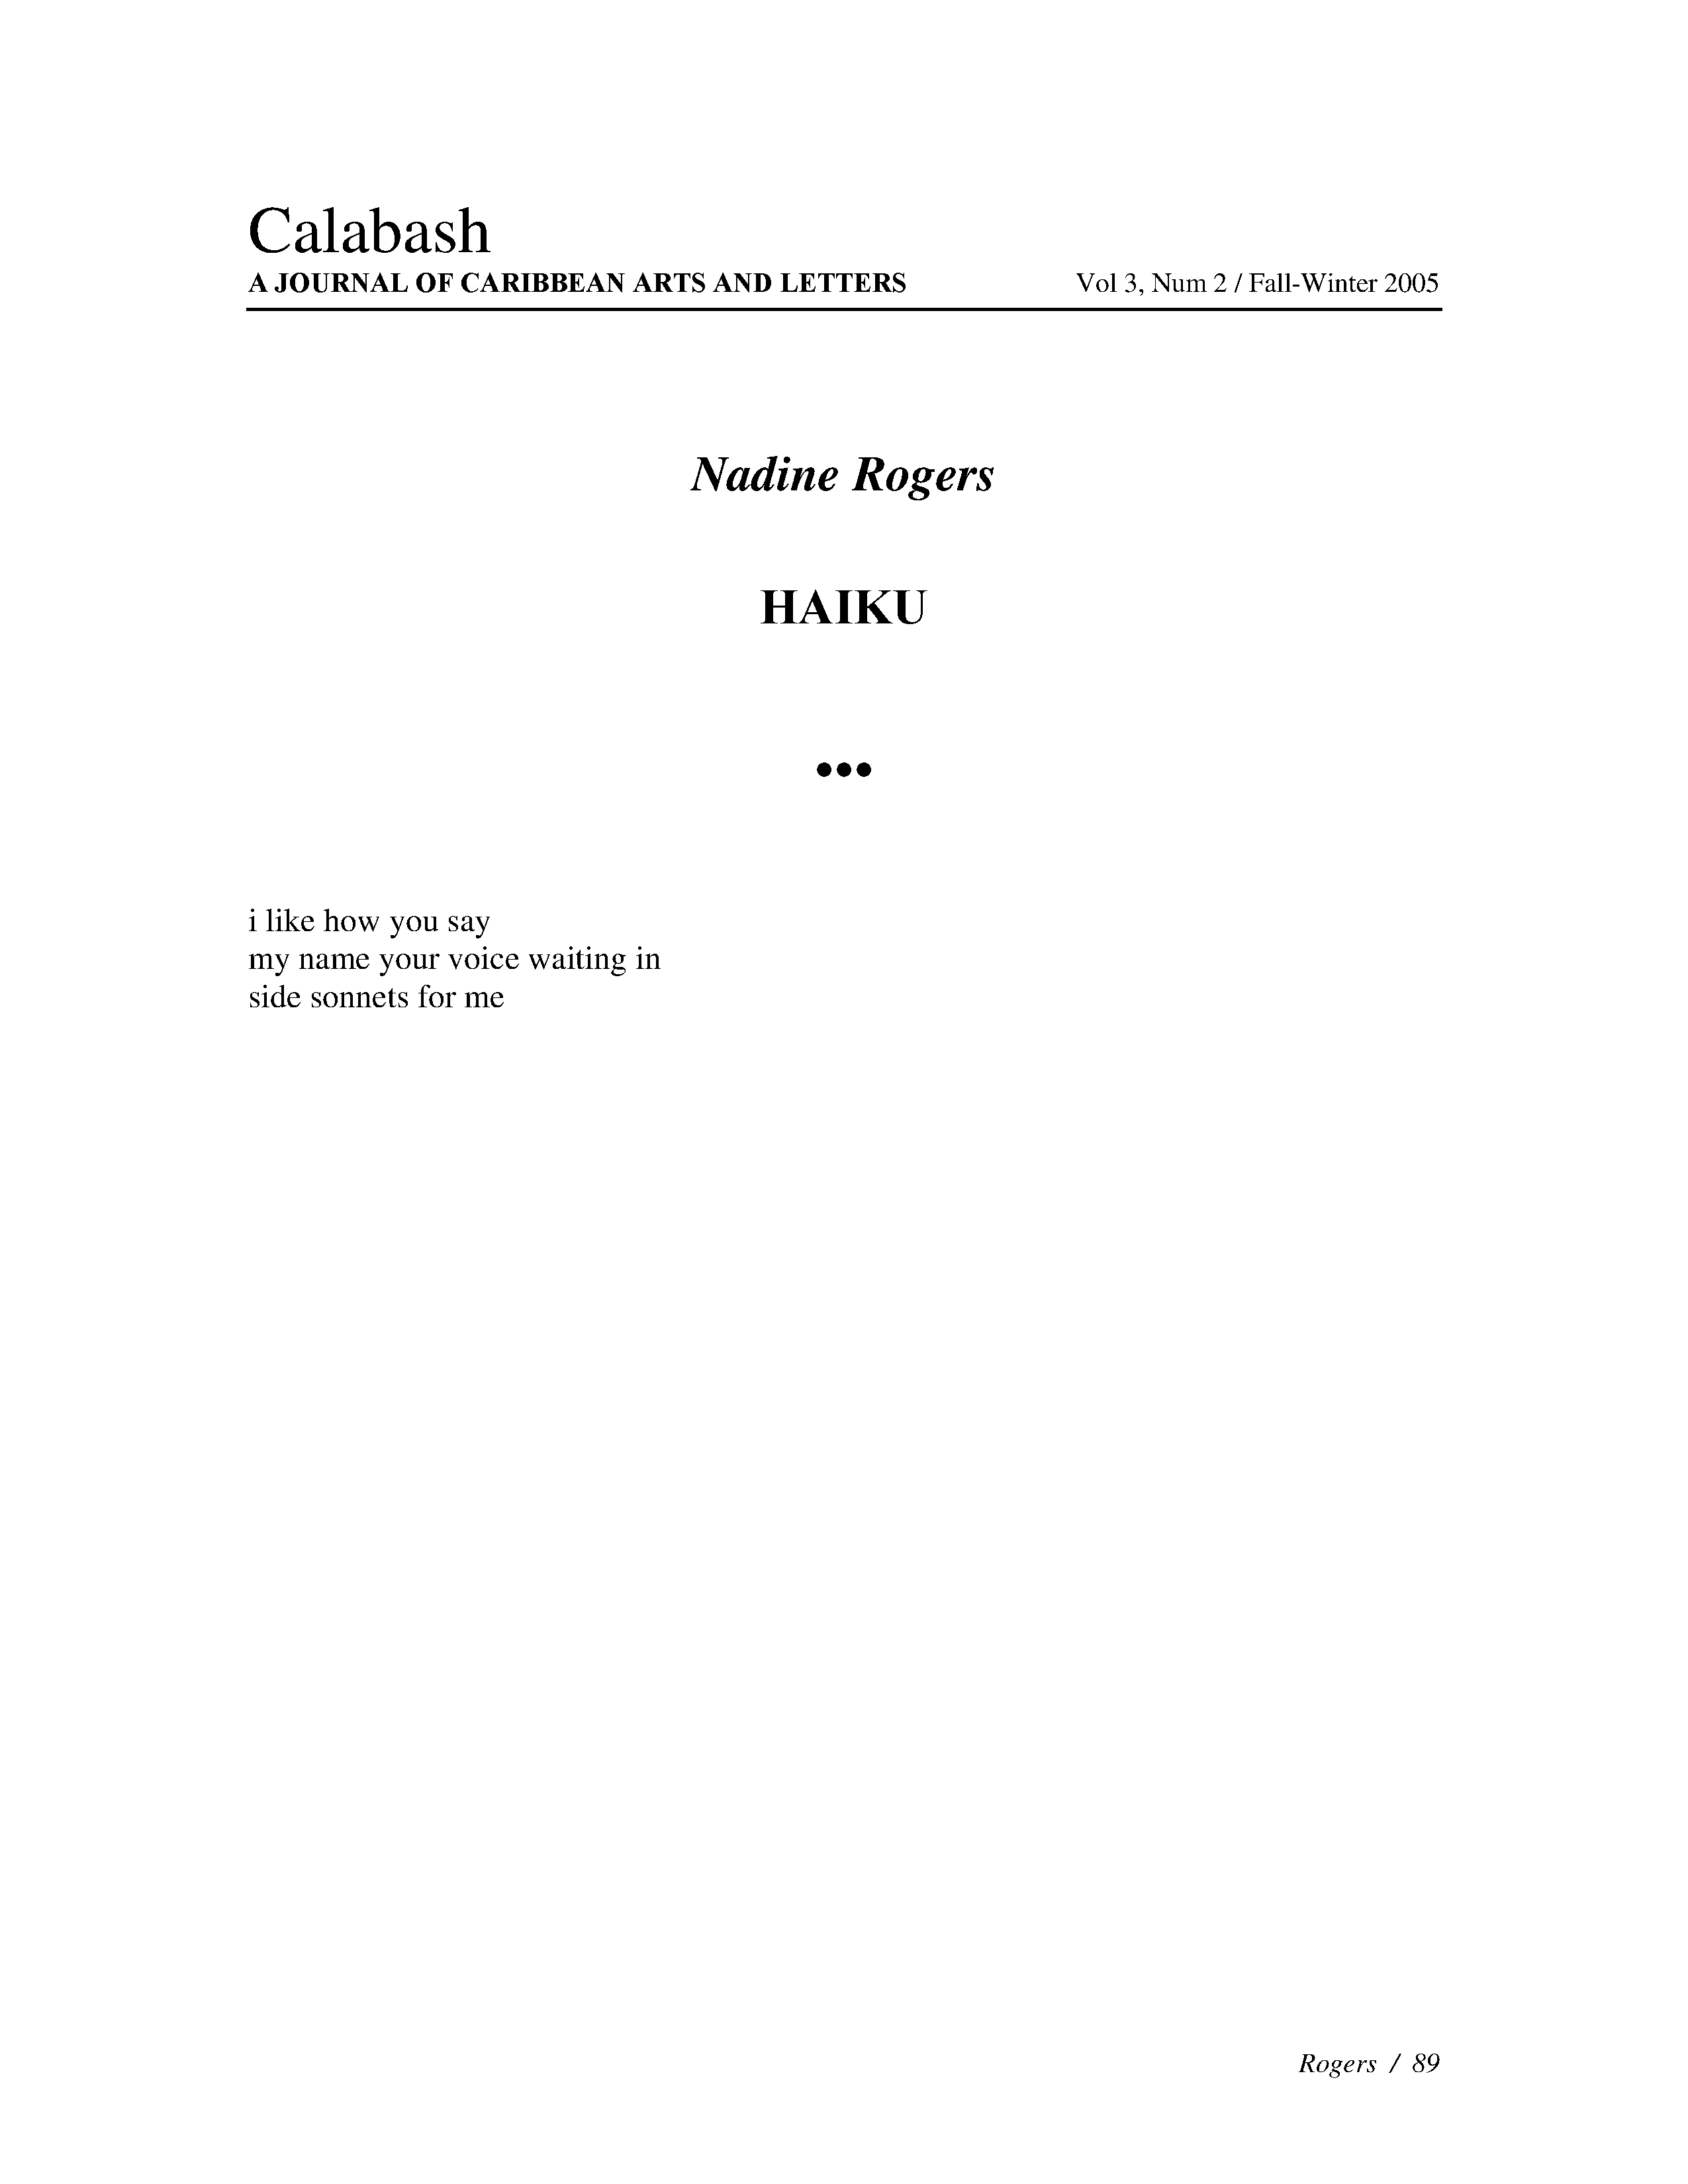 Calabash
A JOURNAL OF CARIBBEAN ARTS AND LETTERS Vol 3, Num 2 / Fall-Winter 2005
Nadine Rogers
HAIKU
•••
i like how you say
my name your voice waiting in
side sonnets for me
Rogers / 89